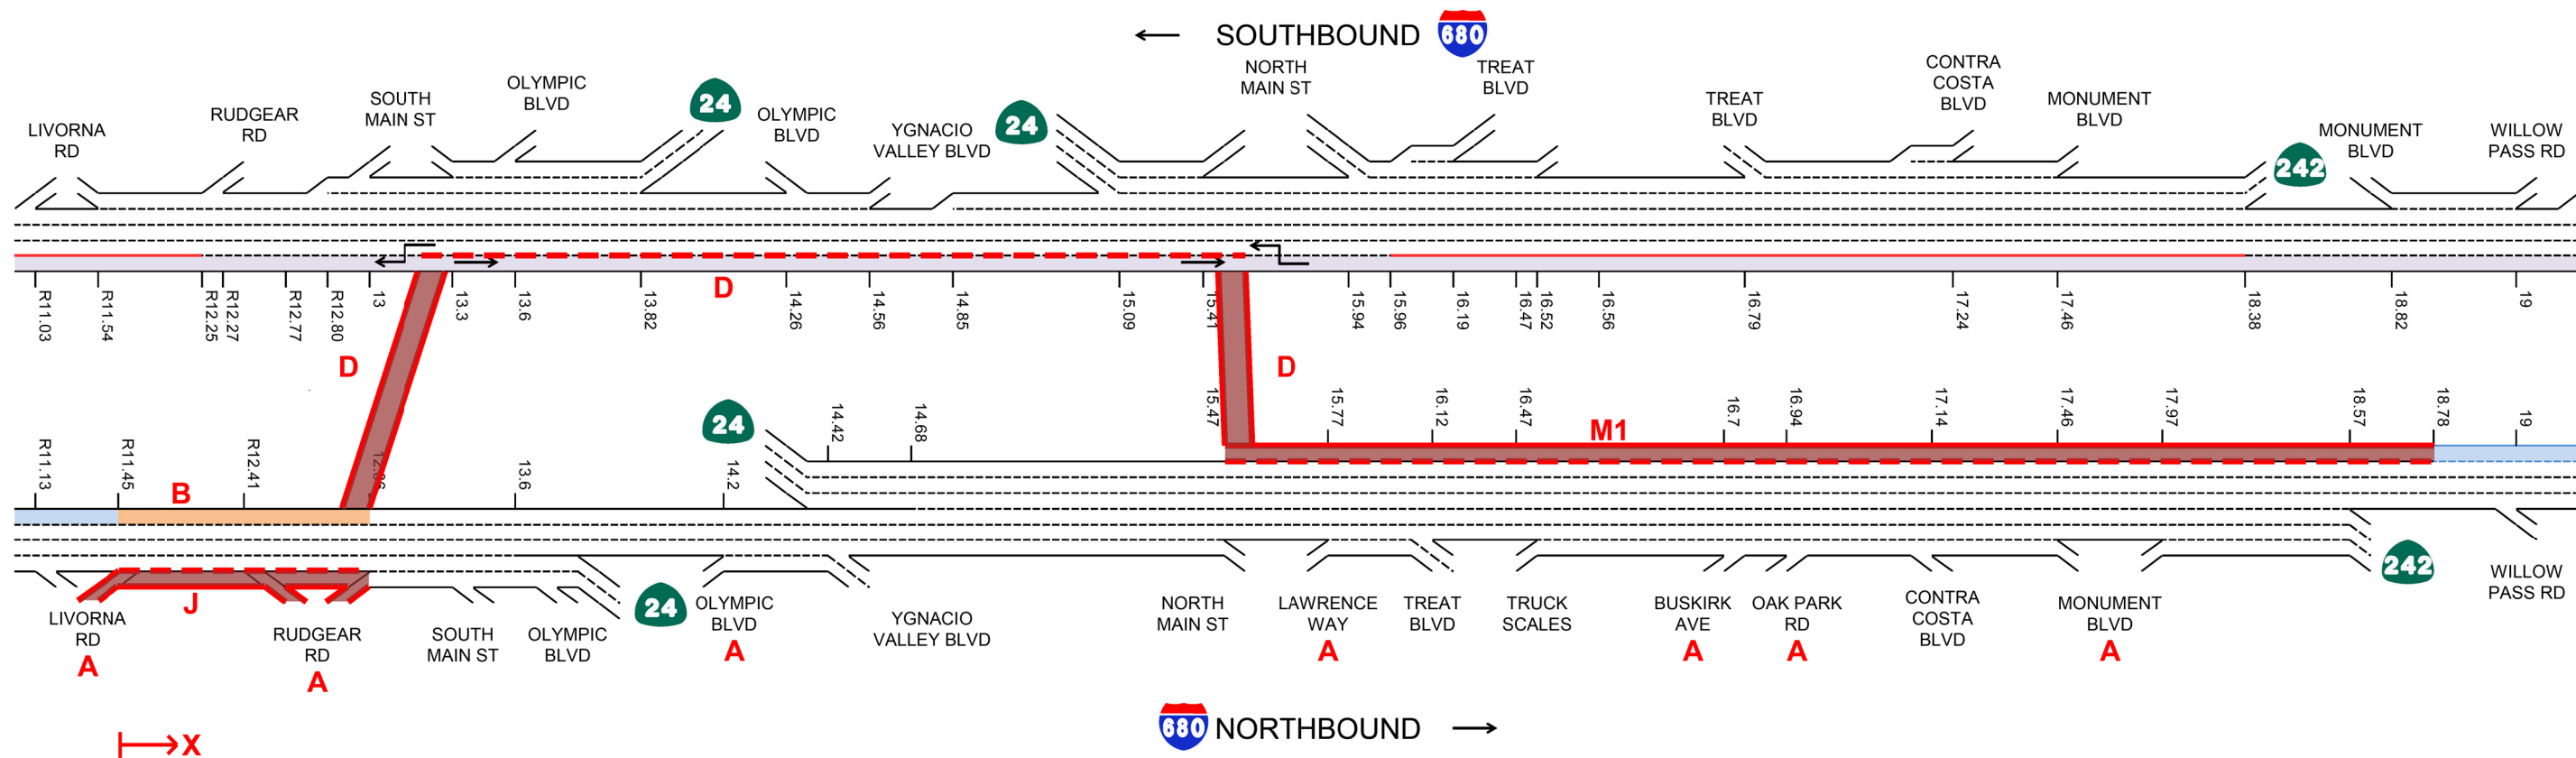 SOUTHBOUND 680
LIVORNA
RD
RUDGEAR
RD
SOUTH
MAIN ST
OLYMPIC
BLVD
24
OLYMPIC
BLVD
YGNACIO
VALLEY BLVD
24
NORTH
MAIN ST
TREAT
BLVD
TREAT
BLVD
CONTRA
COSTA
BLVD
MONUMENT
BLVD
242
MONUMENT
BLVD
WILLOW
PASS RD
R11.03
R11.54
R12.25
R12.27
R12.77
R12.80
13
13.3
13.6
13.82
D
14.26
14.56
14.85
15.09
15.41
15.94
15.96
16.19
16.47
16.52
16.56
16.79
17.24
17.46
18.38
18.82
19
D
D
R11.13
R11.45
R12.41
13.6
14.2
24
14.42
14.68
15.47
15.77
16.12
16.47
M1
16.7
16.94
17.14
17.46
17.97
18.57
18.78
19
B
J
LIVORNA
RD
A
RUDGEAR
RD
A
SOUTH
MAIN ST
OLYMPIC
BLVD
24
OLYMPIC
BLVD
A
YGNACIO
VALLEY BLVD
NORTH
MAIN ST
LAWRENCE
WAY
A
TREAT
BLVD
TRUCK
SCALES
BUSKIRK
AVE
A
OAK PARK
RD
A
CONTRA
COSTA
BLVD
MONUMENT
BLVD
A
242
WILLOW
PASS RD
X
680 NORTHBOUND